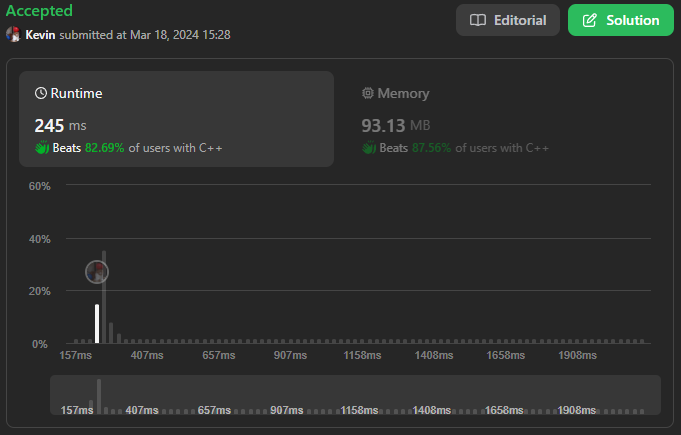 Accepted
Kevin submitted at Mar 18, 2024 15:28
Editorial
Solution
Runtime
245 ms
Beats 82.69% of users with C++
Memory
93.13 MB
Beats 87.56% of users with C++
60%
40%
20%
0%
157ms 407ms 657ms 907ms 1158ms 1408ms 1658ms 1908ms
157ms 407ms 657ms 907ms 1158ms 1408ms 1658ms 1908ms